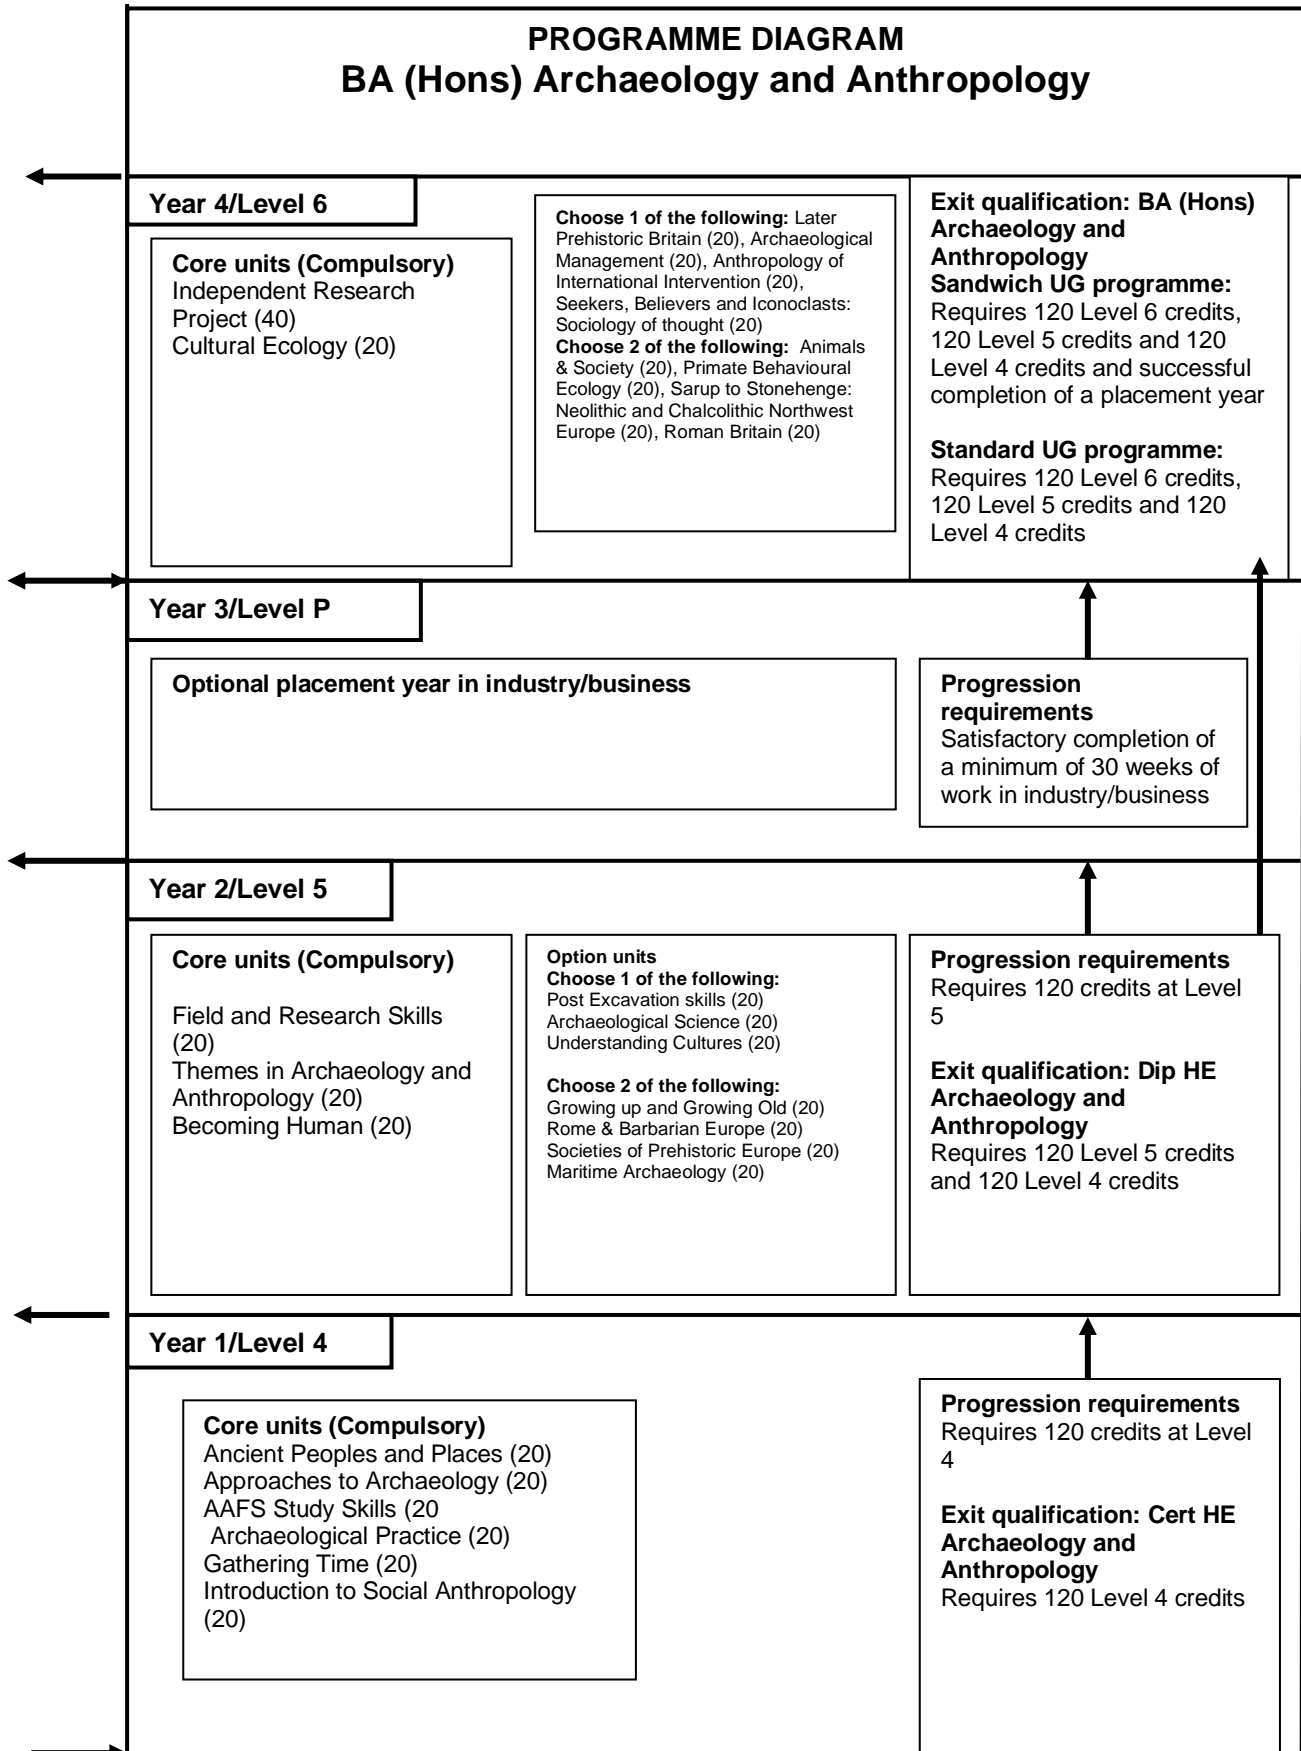 PROGRAMME DIAGRAM
BA (Hons) Archaeology and Anthropology
Year 4/Level 6
Core units (Compulsory)
Independent Research
Project (40)
Cultural Ecology (20)
Choose 1 of the following: Later
Prehistoric Britain (20), Archaeological
Management (20), Anthropology of
International Intervention (20),
Seekers, Believers and Iconoclasts:
Sociology of thought (20)
Choose 2 of the following:  Animals
& Society (20), Primate Behavioural
Ecology (20), Sarup to Stonehenge:
Neolithic and Chalcolithic Northwest
Europe (20), Roman Britain (20)
Exit qualification: BA (Hons)
Archaeology and
Anthropology
Sandwich UG programme:
Requires 120 Level 6 credits,
120 Level 5 credits and 120
Level 4 credits and successful
completion of a placement year
Standard UG programme:
Requires 120 Level 6 credits,
120 Level 5 credits and 120
Level 4 credits
Year 3/Level P
Optional placement year in industry/business
Progression
requirements
Satisfactory completion of
a minimum of 30 weeks of
work in industry/business
Year 2/Level 5
Core units (Compulsory)
Field and Research Skills
(20)
Themes in Archaeology and
Anthropology (20)
Becoming Human (20)
Option units
Choose 1 of the following:
Post Excavation skills (20)
Archaeological Science (20)
Understanding Cultures (20)
Choose 2 of the following:
Growing up and Growing Old (20)
Rome & Barbarian Europe (20)
Societies of Prehistoric Europe (20)
Maritime Archaeology (20)
Progression requirements
Requires 120 credits at Level
5
Exit qualification: Dip HE
Archaeology and
Anthropology
Requires 120 Level 5 credits
and 120 Level 4 credits
Year 1/Level 4
Core units (Compulsory)
Ancient Peoples and Places (20)
Approaches to Archaeology (20)
AAFS Study Skills (20
Archaeological Practice (20)
Gathering Time (20)
Introduction to Social Anthropology
(20)
Progression requirements
Requires 120 credits at Level
4
Exit qualification: Cert HE
Archaeology and
Anthropology
Requires 120 Level 4 credits